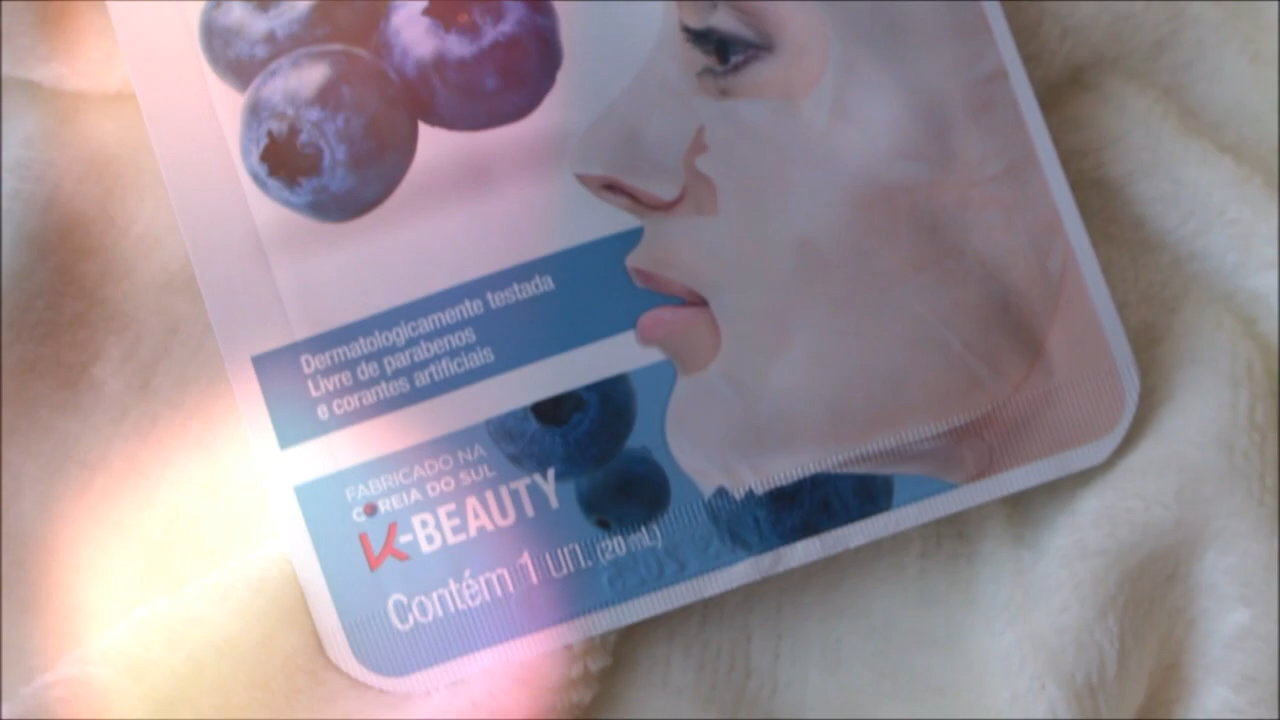 Dermatologicamente testada
Livre de parabenos
e corantes artificiais
FABRICADO NA
COREIA DO SUL
K-BEAUTY
Contém 1 un. (20 mL)